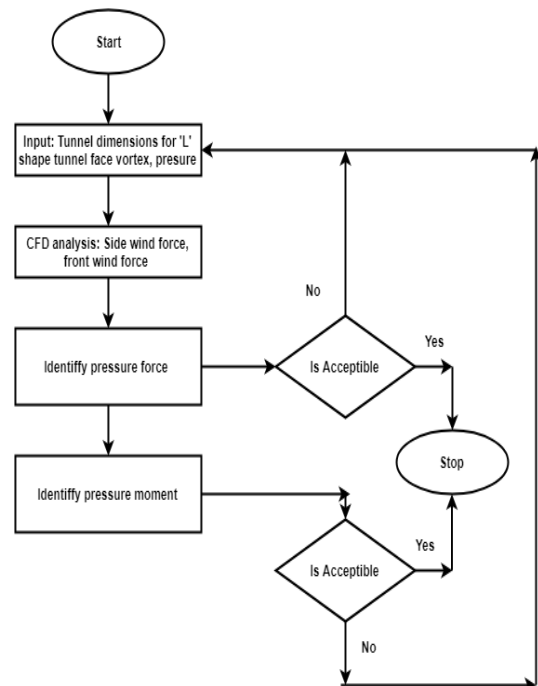 Start
Input: Tunnel dimensions for 'L'
shape tunnel face vortex, presure
CFD analysis: Side wind force,
front wind force
No
Yes
Identiffy pressure force
Is Acceptible
Stop
Identiffy pressure moment
Yes
Is Acceptible
No